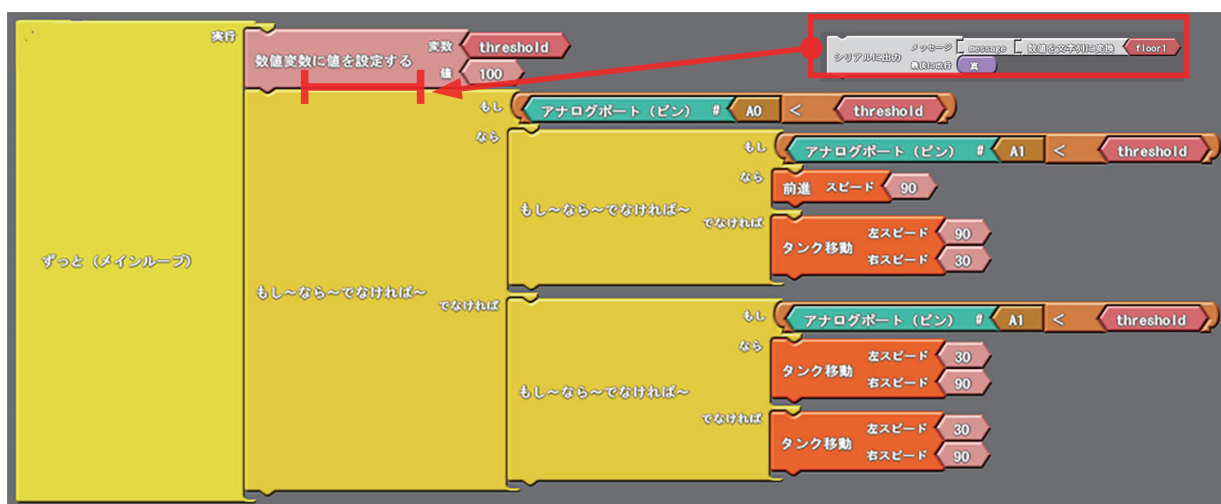 実行
数値変数に値を設定する
変数 threshold
値 100
シリアルに出力
メッセージ message 数値を文字列に変換 floor1
最後に改行 真
ずっと(メインループ)
もし～なら～でなければ～
もし アナログポート(ピン) # A0 < threshold
なら
もし～なら～でなければ～
もし アナログポート(ピン) # A1 < threshold
なら
前進 スピード 90
でなければ
タンク移動
左スピード 90
右スピード 30
でなければ
もし～なら～でなければ～
もし アナログポート(ピン) # A1 < threshold
なら
タンク移動
左スピード 30
右スピード 90
でなければ
タンク移動
左スピード 30
右スピード 90